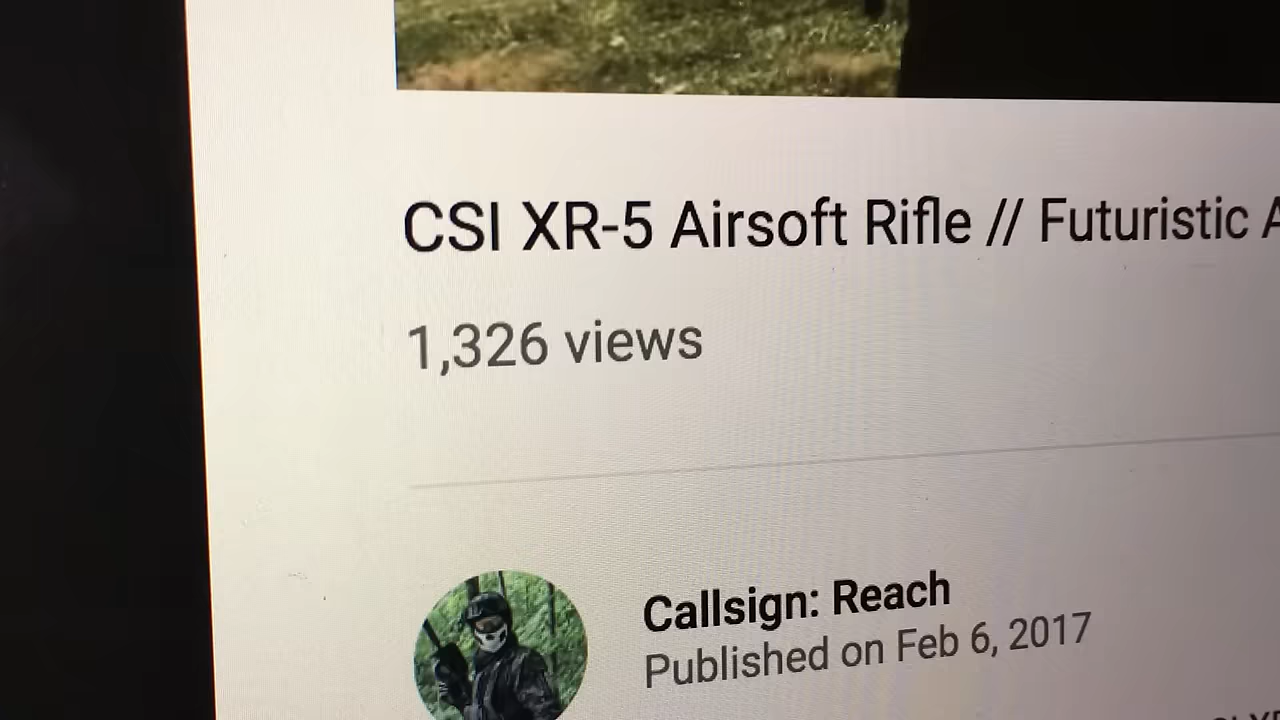 CSI XR-5 Airsoft Rifle // Futuristic
1,326 views
Callsign: Reach
Published on Feb 6, 2017